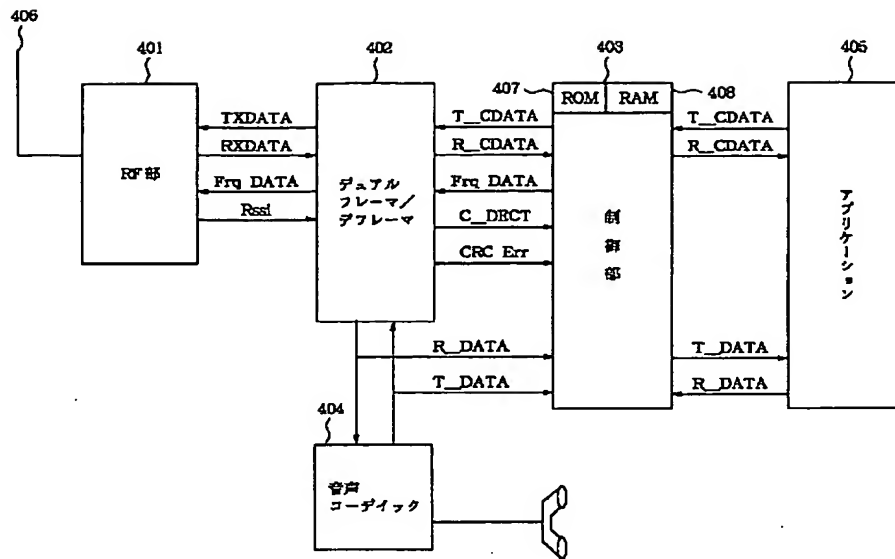 406
401
402
403
405
407
ROM
RAM
408
TXDATA
RXDATA
Frq DATA
Rssi
RF部
デュアル
フレーマ／
デフレーマ
T_CDATA
R_CDATA
Frq DATA
C_DRCT
CRC Err
制御部
T_CDATA
R_CDATA
アプリケーション
R_DATA
T_DATA
T_DATA
R_DATA
404
音声
コーデイック